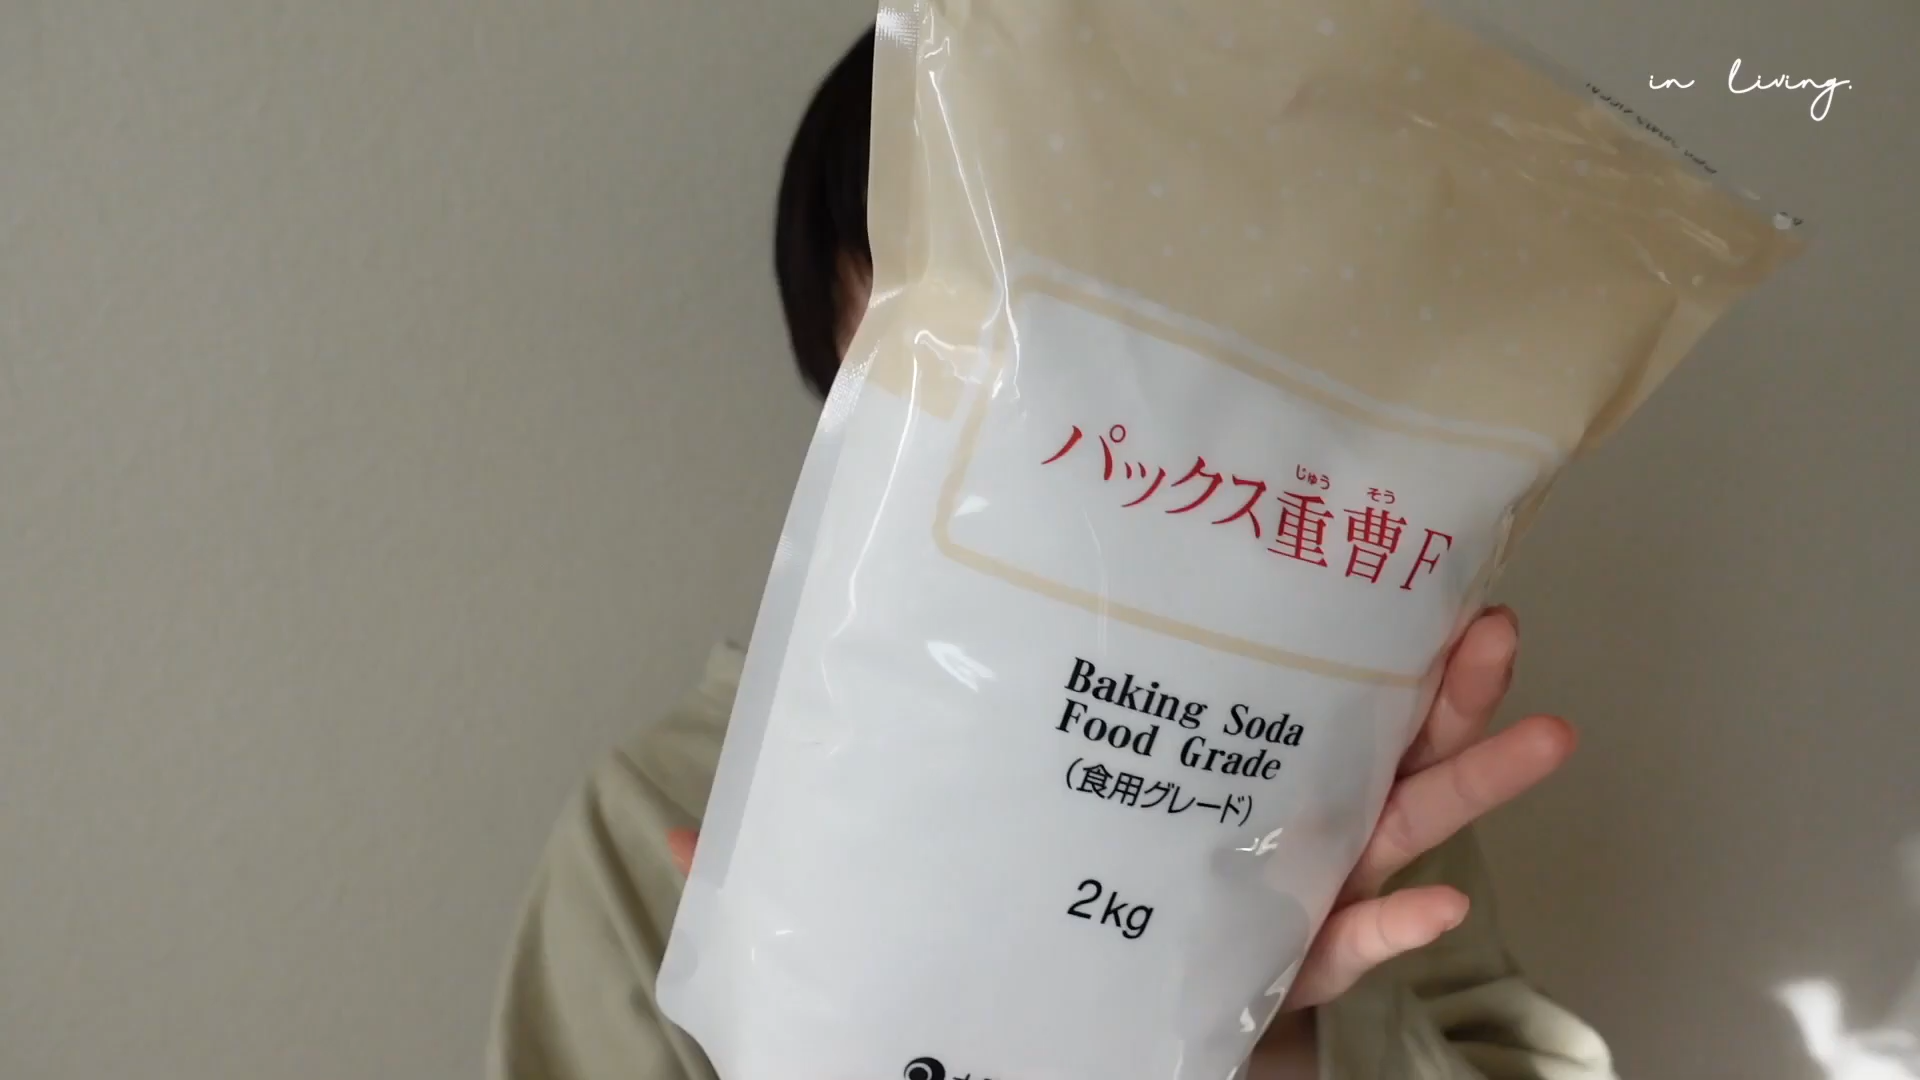 in living.
じゅう そう
パックス重曹F
Baking Soda
Food Grade
(食用グレード)
2kg